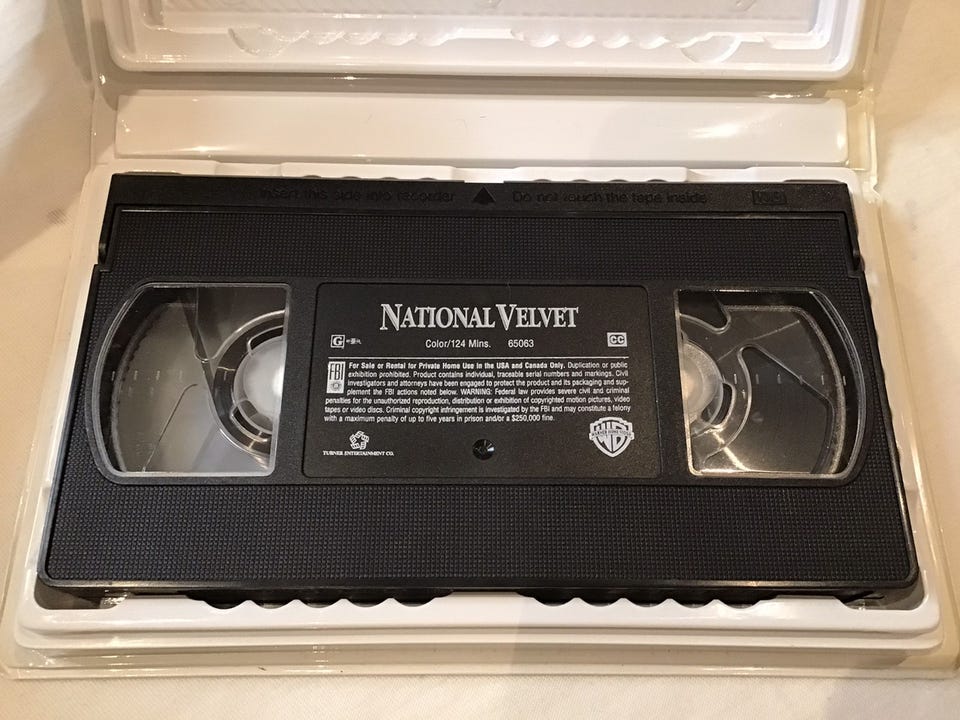 Insert this side into recorder Do not touch the tape inside VHS
NATIONAL VELVET
G
Color/124 Mins. 65063 CC
FBI For Sale or Rental for Private Home Use in the USA and Canada Only. Duplication or public
exhibition prohibited. Product contains individual, traceable serial numbers and markings. Civil
investigators and attorneys have been engaged to protect the product and its packaging and sup-
plement the FBI actions noted below. WARNING: Federal law provides severe civil and criminal
penalties for the unauthorized reproduction, distribution or exhibition of copyrighted motion pictures, video
tapes or video discs. Criminal copyright infringement is investigated by the FBI and may constitute a felony
with a maximum penalty of up to five years in prison and/or a $250,000 fine.
TURNER ENTERTAINMENT CO.
WARNER HOME VIDEO
WB